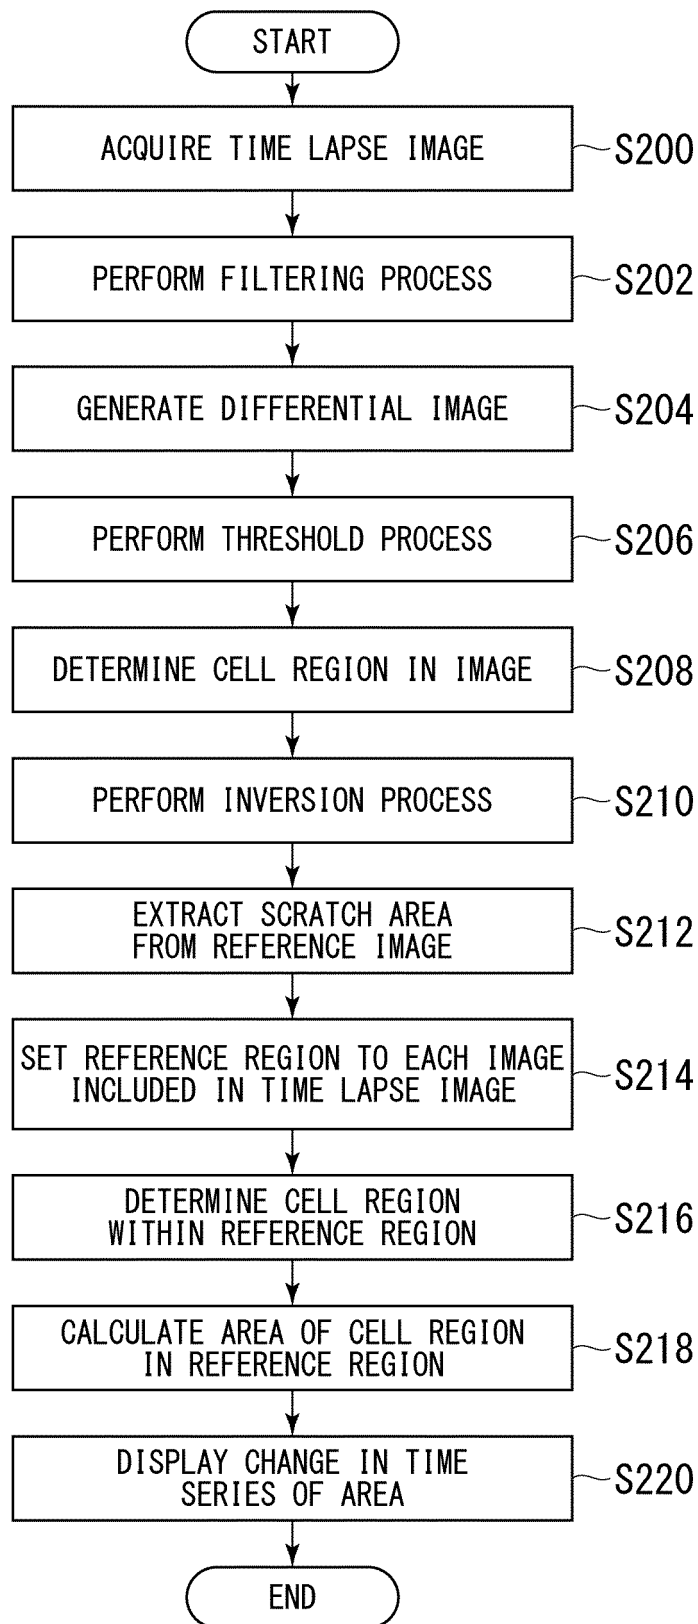 START
ACQUIRE TIME LAPSE IMAGE
S200
PERFORM FILTERING PROCESS
S202
GENERATE DIFFERENTIAL IMAGE
S204
PERFORM THRESHOLD PROCESS
S206
DETERMINE CELL REGION IN IMAGE
S208
PERFORM INVERSION PROCESS
S210
EXTRACT SCRATCH AREA
FROM REFERENCE IMAGE
S212
SET REFERENCE REGION TO EACH IMAGE
INCLUDED IN TIME LAPSE IMAGE
S214
DETERMINE CELL REGION
WITHIN REFERENCE REGION
S216
CALCULATE AREA OF CELL REGION
IN REFERENCE REGION
S218
DISPLAY CHANGE IN TIME
SERIES OF AREA
S220
END